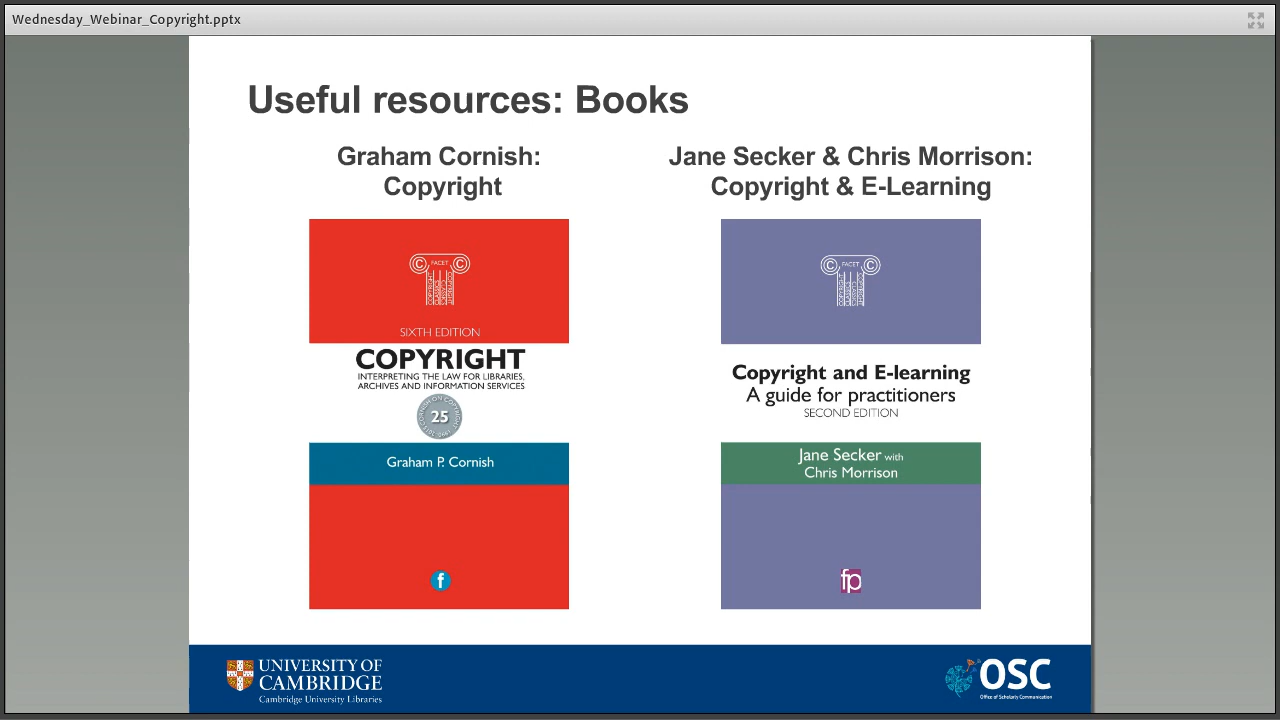 Wednesday_Webinar_Copyright.pptx
Useful resources: Books
Graham Cornish:
Copyright
Jane Secker & Chris Morrison:
Copyright & E-Learning
FACET
SIXTH EDITION
COPYRIGHT
INTERPRETING THE LAW FOR LIBRARIES,
ARCHIVES AND INFORMATION SERVICES
25
Graham P. Cornish
f
FACET
Copyright and E-learning
A guide for practitioners
SECOND EDITION
Jane Secker with
Chris Morrison
fp
UNIVERSITY OF
CAMBRIDGE
Cambridge University Libraries
OSC
Office of Scholarly Communication